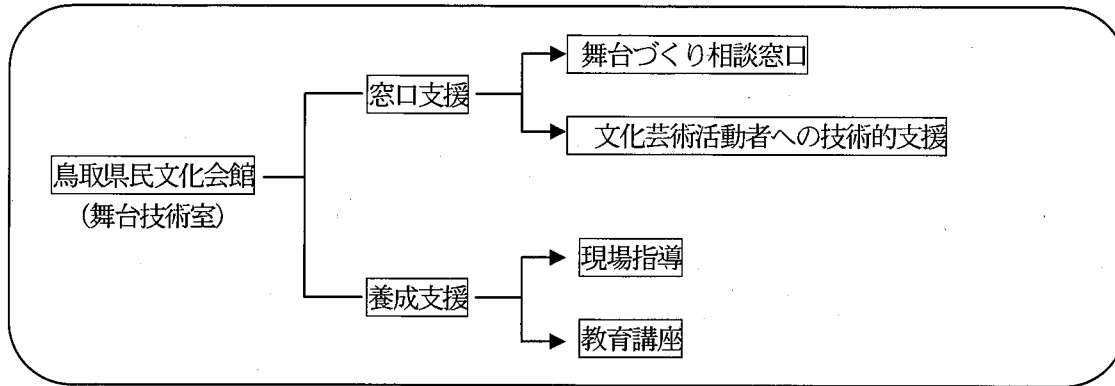 舞台づくり相談窓口
窓口支援
文化芸術活動者への技術的支援
鳥取県民文化会館
(舞台技術室)
現場指導
養成支援
教育講座